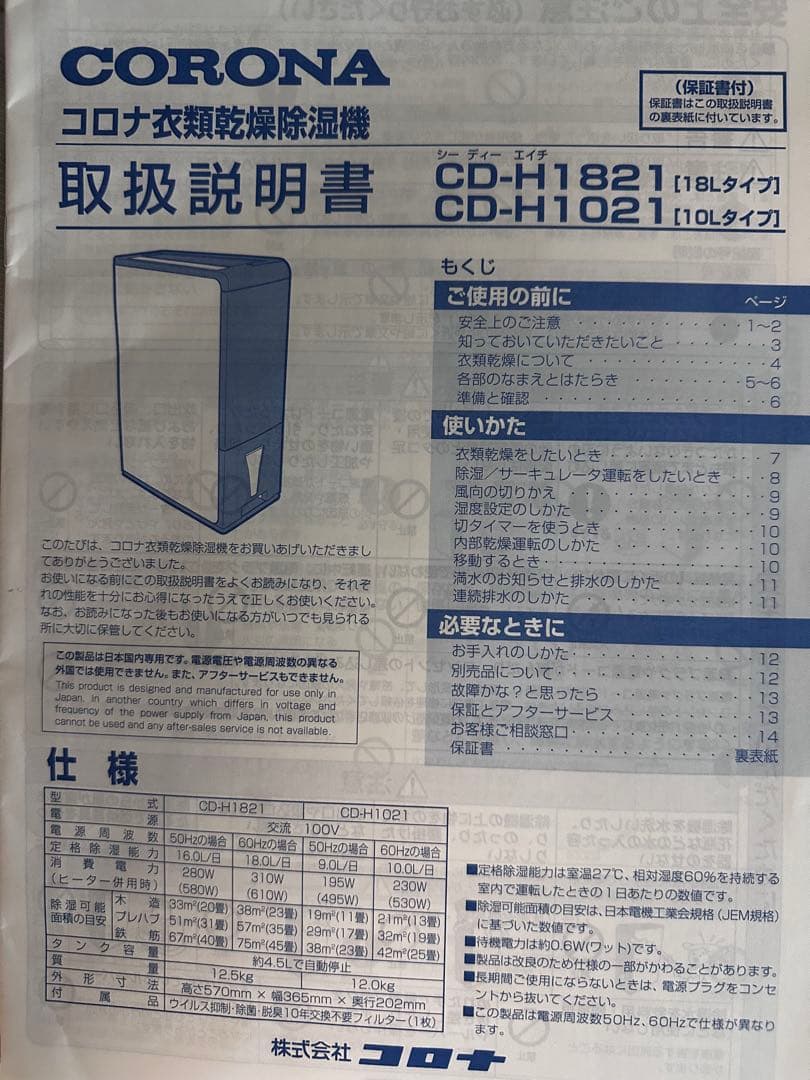 CORONA
コロナ衣類乾燥除湿機
取扱説明書
シー ディー エイチ
CD-H1821[18Lタイプ]
CD-H1021[10Lタイプ]
(保証書付)
保証書はこの取扱説明書
の裏表紙に付いています。
このたびは、コロナ衣類乾燥除湿機をお買いあげいただきまし
てありがとうございました。
お使いになる前にこの取扱説明書をよくお読みになり、それぞ
れの性能を十分にお心得になったうえで正しくお使いください。
なお、お読みになった後もお使いになる方がいつでも見られる
所に大切に保管してください。
この製品は日本国内専用です。電源電圧や電源周波数の異なる
外国では使用できません。また、アフターサービスもできません。
This product is designed and manufactured for use only in
Japan. in another country which differs in voltage and
frequency of the power supply from Japan, this product
cannot be used and any after-sales service is not available.
もくじ
ご使用の前に ページ
安全上のご注意 1〜2
知っておいていただきたいこと 3
衣類乾燥について 4
各部のなまえとはたらき 5〜6
準備と確認 6
使いかた
衣類乾燥をしたいとき 7
除湿/サーキュレータ運転をしたいとき 8
風向の切りかえ 9
湿度設定のしかた 9
切タイマーを使うとき 10
内部乾燥運転のしかた 10
移動するとき 10
満水のお知らせと排水のしかた 11
連続排水のしかた 11
必要なときに
お手入れのしかた 12
別売品について 12
故障かな?と思ったら 13
保証とアフターサービス 13
お客様ご相談窓口 14
保証書 裏表紙
仕様
型式 CD-H1821 CD-H1021
電源 交流 100V
電源周波数 50Hzの場合 60Hzの場合 50Hzの場合 60Hzの場合
定格除湿能力 16.0L/日 18.0L/日 9.0L/日 10.0L/日
消費電力 280W 310W 195W 230W
(ヒーター併用時) (580W) (610W) (495W) (530W)
除湿可能面積の目安 木造 33m²(20畳) 38m²(23畳) 19m²(11畳) 21m²(13畳)
プレハブ 51m²(31畳) 57m²(35畳) 29m²(17畳) 32m²(19畳)
鉄筋 67m²(40畳) 75m²(45畳) 38m²(23畳) 42m²(25畳)
タンク容量 約4.5Lで自動停止
質量 12.5kg 12.0kg
外形寸法 高さ570mm × 幅365mm × 奥行202mm
付属品 ウイルス抑制・除菌・脱臭10年交換不要フィルター(1枚)
■定格除湿能力は室温27℃、相対湿度60%を持続する
室内で運転したときの1日あたりの数値です。
■除湿可能面積の目安は、日本電機工業会規格(JEM規格)
に基づいた数値です。
■待機電力は約0.6W(ワット)です。
■製品は改良のため仕様の一部がかわることがあります。
■長期間ご使用にならないときは、電源プラグをコンセ
ントから抜いてください。
■この製品は電源周波数50Hz、60Hzで仕様が異なり
ます。
株式会社 コロナ